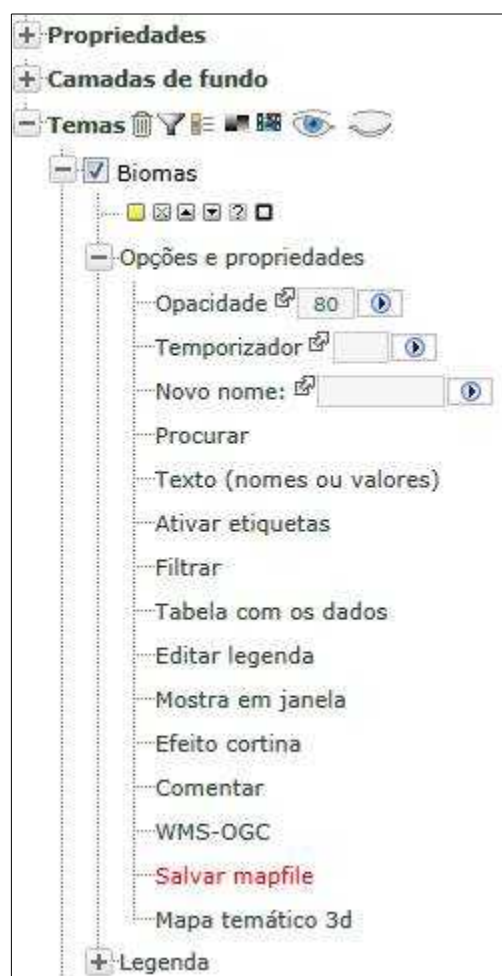 Propriedades
Camadas de fundo
Temas
Biomas
Opções e propriedades
Opacidade 80
Temporizador
Novo nome:
Procurar
Texto (nomes ou valores)
Ativar etiquetas
Filtrar
Tabela com os dados
Editar legenda
Mostra em janela
Efeito cortina
Comentar
WMS-OGC
Salvar mapfile
Mapa temático 3d
Legenda